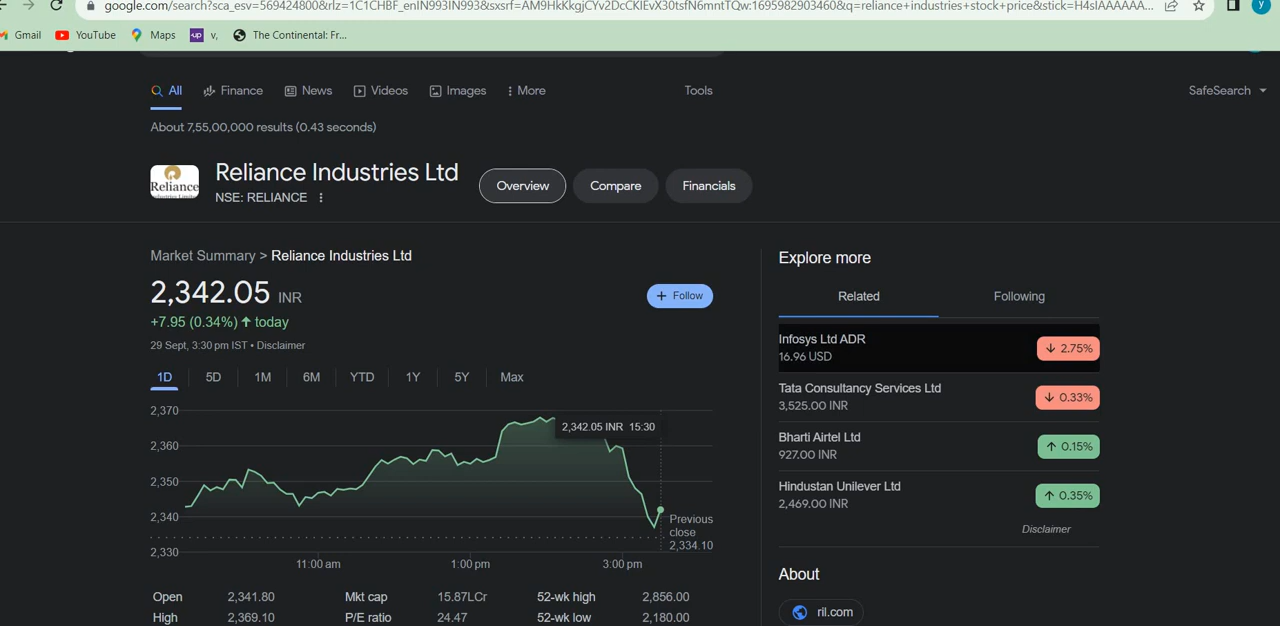 google.com/search?sca_esv=569424800&rlz=1C1CHBF_enIN993IN993&sxsrf=AM9HkKkgjCYv2DcCKIEvX30tsfN6mntTQw:1695982903460&q=reliance+industries+stock+price&stick=H4sIAAAAAA...
Gmail YouTube Maps v, The Continental: Fr...
All Finance News Videos Images More Tools SafeSearch
About 7,55,00,000 results (0.43 seconds)
Reliance
Reliance Industries Ltd
NSE: RELIANCE
Overview Compare Financials
Market Summary > Reliance Industries Ltd
2,342.05 INR
+7.95 (0.34%) ↑ today
29 Sept, 3:30 pm IST • Disclaimer
+ Follow
1D 5D 1M 6M YTD 1Y 5Y Max
2,370
2,360
2,350
2,340
2,330
2,342.05 INR 15:30
Previous
close
2,334.10
11:00 am 1:00 pm 3:00 pm
Open 2,341.80 Mkt cap 15.87LCr 52-wk high 2,856.00
High 2,369.10 P/E ratio 24.47 52-wk low 2,180.00
Explore more
Related Following
Infosys Ltd ADR
16.96 USD
↓ 2.75%
Tata Consultancy Services Ltd
3,525.00 INR
↓ 0.33%
Bharti Airtel Ltd
927.00 INR
↑ 0.15%
Hindustan Unilever Ltd
2,469.00 INR
↑ 0.35%
Disclaimer
About
ril.com